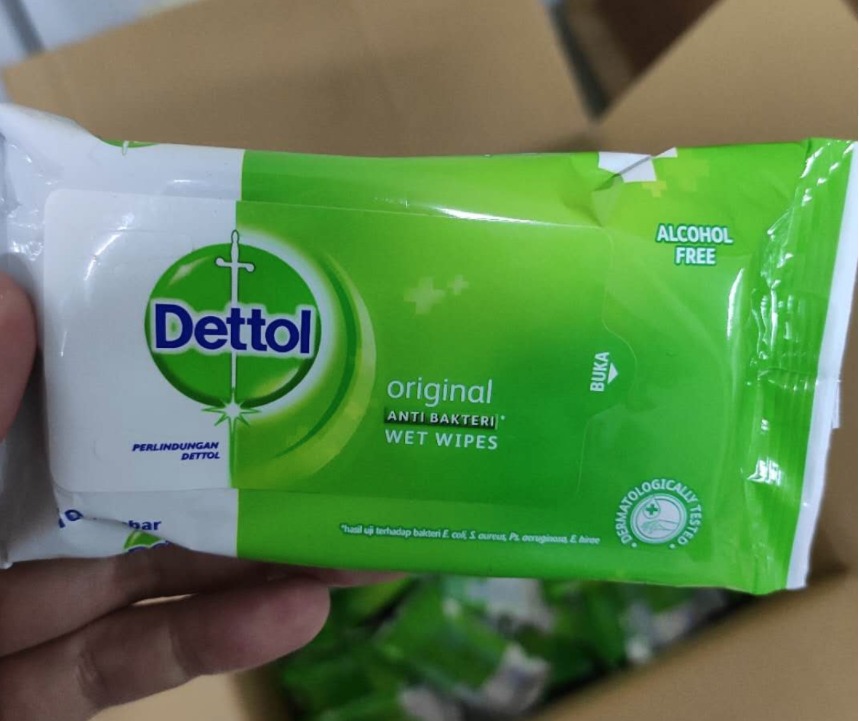 ALCOHOL
FREE
Dettol
original
ANTI BAKTERI*
WET WIPES
BUKA
PERLINDUNGAN
DETTOL
DERMATOLOGICALLY TESTED
*hasil uji terhadap bakteri E. coli, S. aureus, Ps. aeruginosa, E. hirae